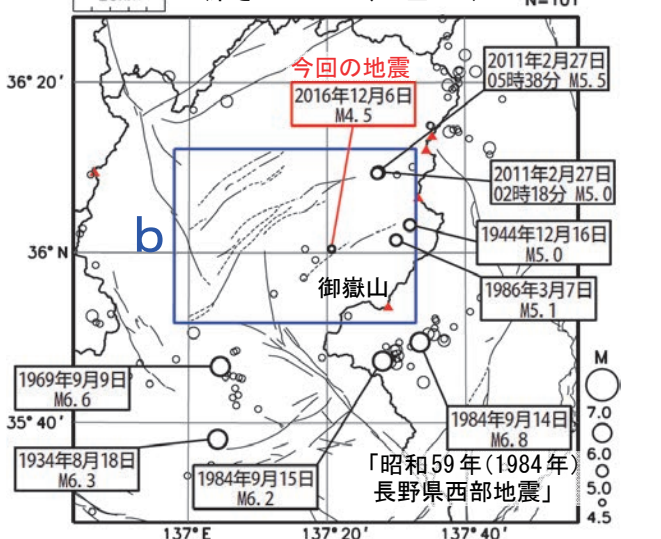 N=101
今回の地震
2016年12月6日
M4.5
2011年2月27日
05時38分 M5.5
2011年2月27日
02時18分 M5.0
1944年12月16日
M5.0
1986年3月7日
M5.1
36°20′
36°N
35°40′
b
御嶽山
1969年9月9日
M6.6
1934年8月18日
M6.3
1984年9月15日
M6.2
1984年9月14日
M6.8
「昭和59年(1984年)
長野県西部地震」
M
7.0
6.0
5.0
4.5
137°E
137°20′
137°40′